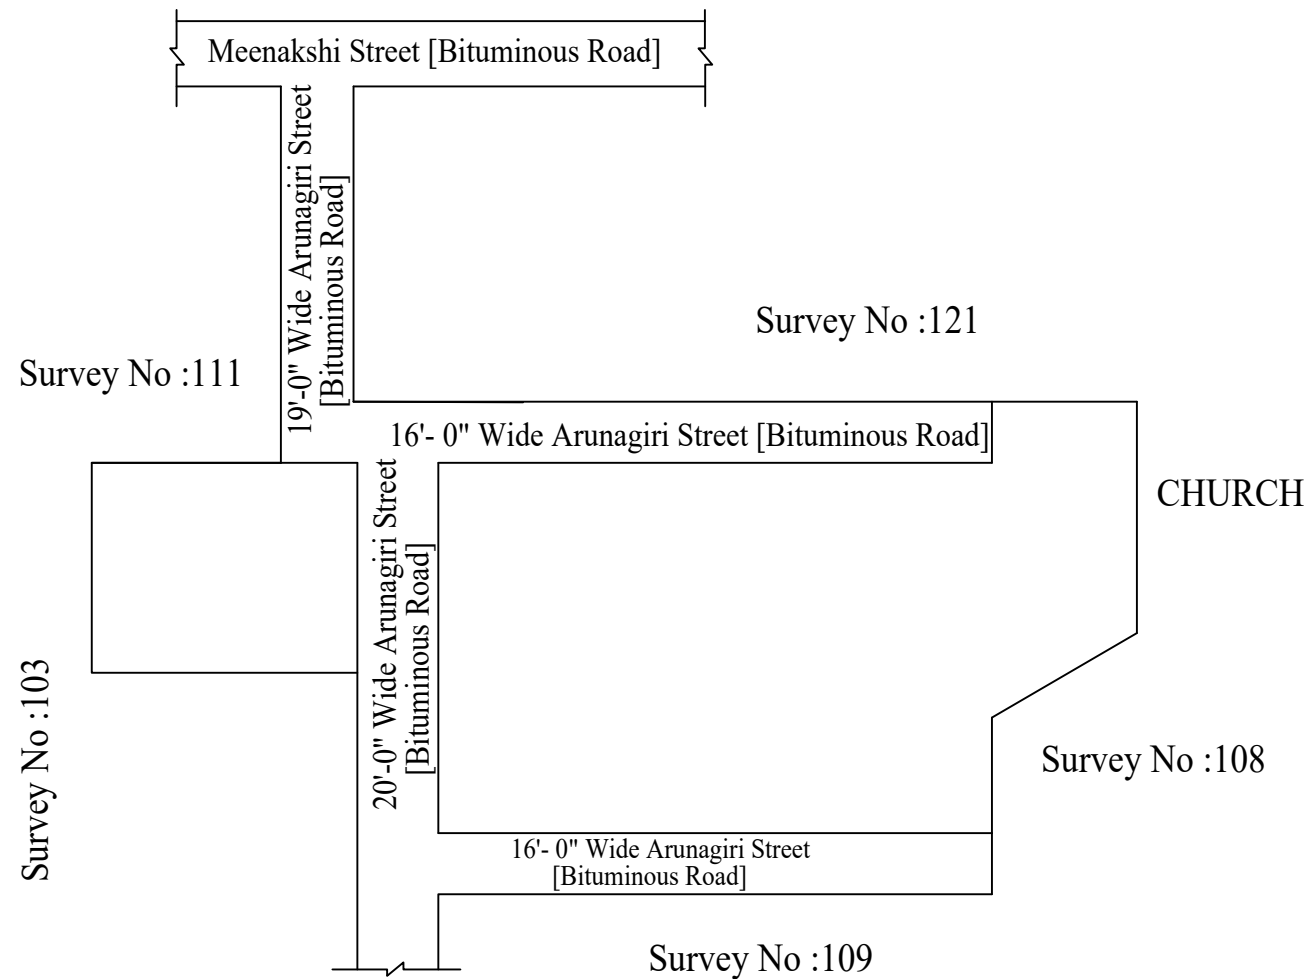 Meenakshi Street [Bituminous Road]
19'-0" Wide Arunagiri Street
[Bituminous Road]
Survey No :121
Survey No :111
16'- 0" Wide Arunagiri Street [Bituminous Road]
CHURCH
20'-0" Wide Arunagiri Street
[Bituminous Road]
Survey No :103
Survey No :108
16'- 0" Wide Arunagiri Street
[Bituminous Road]
Survey No :109